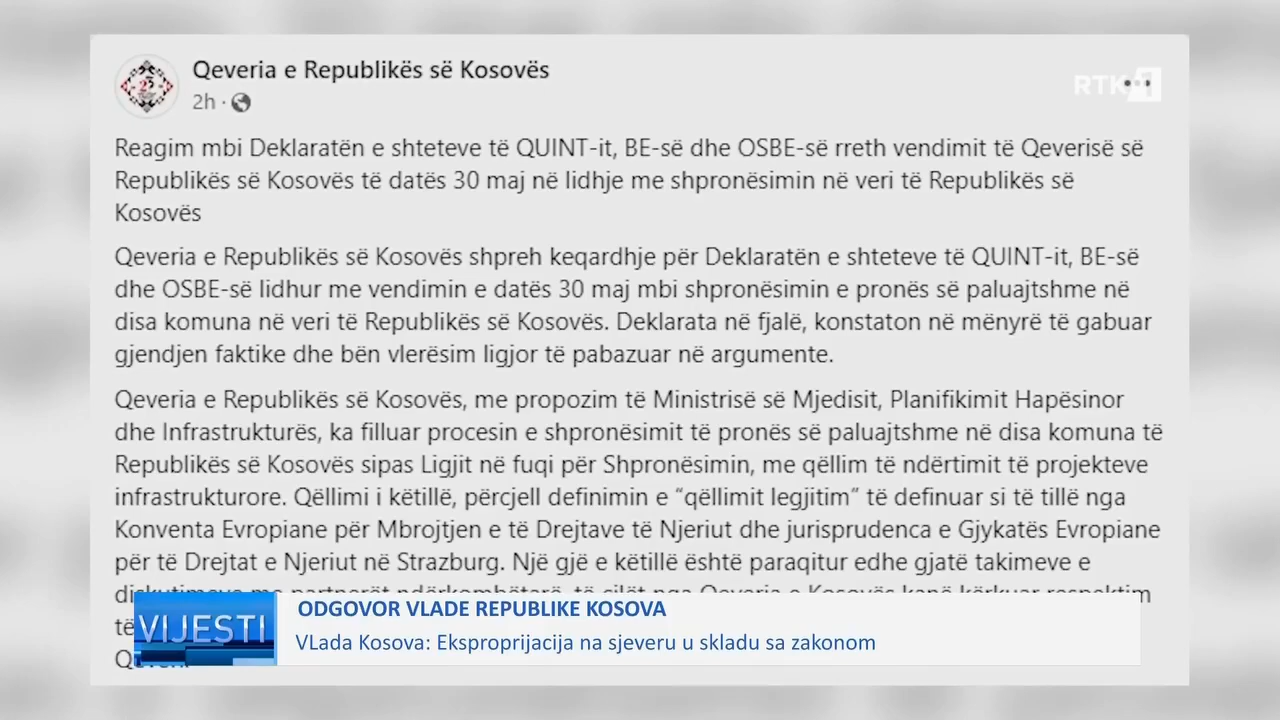 Qeveria e Republikës së Kosovës
2h ·
RTK 1
Reagim mbi Deklaratën e shteteve të QUINT-it, BE-së dhe OSBE-së rreth vendimit të Qeverisë së
Republikës së Kosovës të datës 30 maj në lidhje me shpronësimin në veri të Republikës së
Kosovës
Qeveria e Republikës së Kosovës shpreh keqardhje për Deklaratën e shteteve të QUINT-it, BE-së
dhe OSBE-së lidhur me vendimin e datës 30 maj mbi shpronësimin e pronës së paluajtshme në
disa komuna në veri të Republikës së Kosovës. Deklarata në fjalë, konstaton në mënyrë të gabuar
gjendjen faktike dhe bën vlerësim ligjor të pabazuar në argumente.
Qeveria e Republikës së Kosovës, me propozim të Ministrisë së Mjedisit, Planifikimit Hapësinor
dhe Infrastrukturës, ka filluar procesin e shpronësimit të pronës së paluajtshme në disa komuna të
Republikës së Kosovës sipas Ligjit në fuqi për Shpronësimin, me qëllim të ndërtimit të projekteve
infrastrukturore. Qëllimi i këtillë, përcjell definimin e “qëllimit legjitim” të definuar si të tillë nga
Konventa Evropiane për Mbrojtjen e të Drejtave të Njeriut dhe jurisprudenca e Gjykatës Evropiane
për të Drejtat e Njeriut në Strazburg. Një gjë e këtillë është paraqitur edhe gjatë takimeve e
ODGOVOR VLADE REPUBLIKE KOSOVA
VIJESTI
VLada Kosova: Eksproprijacija na sjeveru u skladu sa zakonom